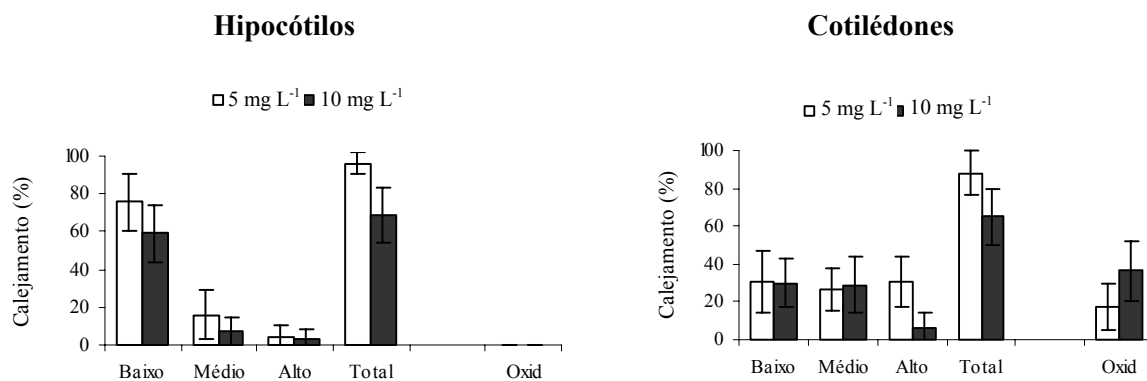 Hipocótilos
5 mg L-1 10 mg L-1
Calejamento (%)
100
80
60
40
20
0
Baixo Médio Alto Total Oxid
Cotilédones
5 mg L-1 10 mg L-1
Calejamento (%)
100
80
60
40
20
0
Baixo Médio Alto Total Oxid